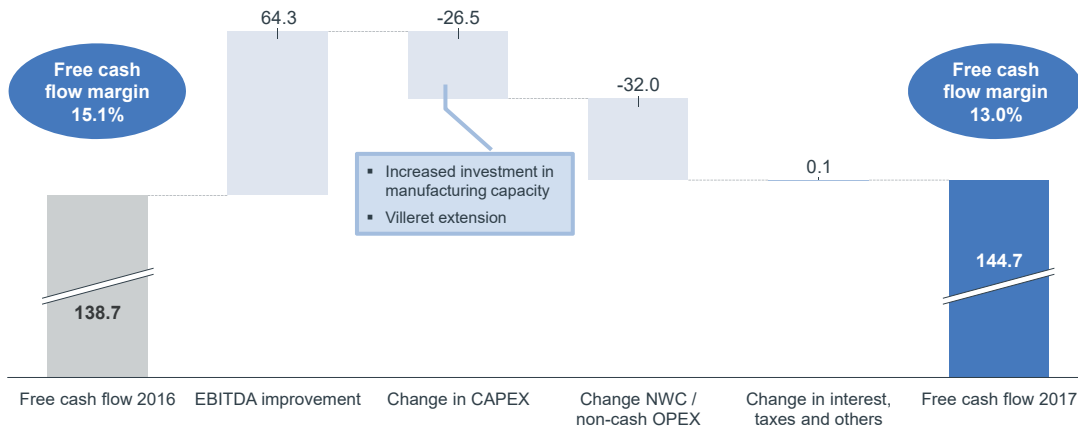 64.3
-26.5
Free cash
flow margin
15.1%
-32.0
Free cash
flow margin
13.0%
▪ Increased investment in
manufacturing capacity
▪ Villeret extension
0.1
138.7
144.7
Free cash flow 2016
EBITDA improvement
Change in CAPEX
Change NWC /
non-cash OPEX
Change in interest,
taxes and others
Free cash flow 2017